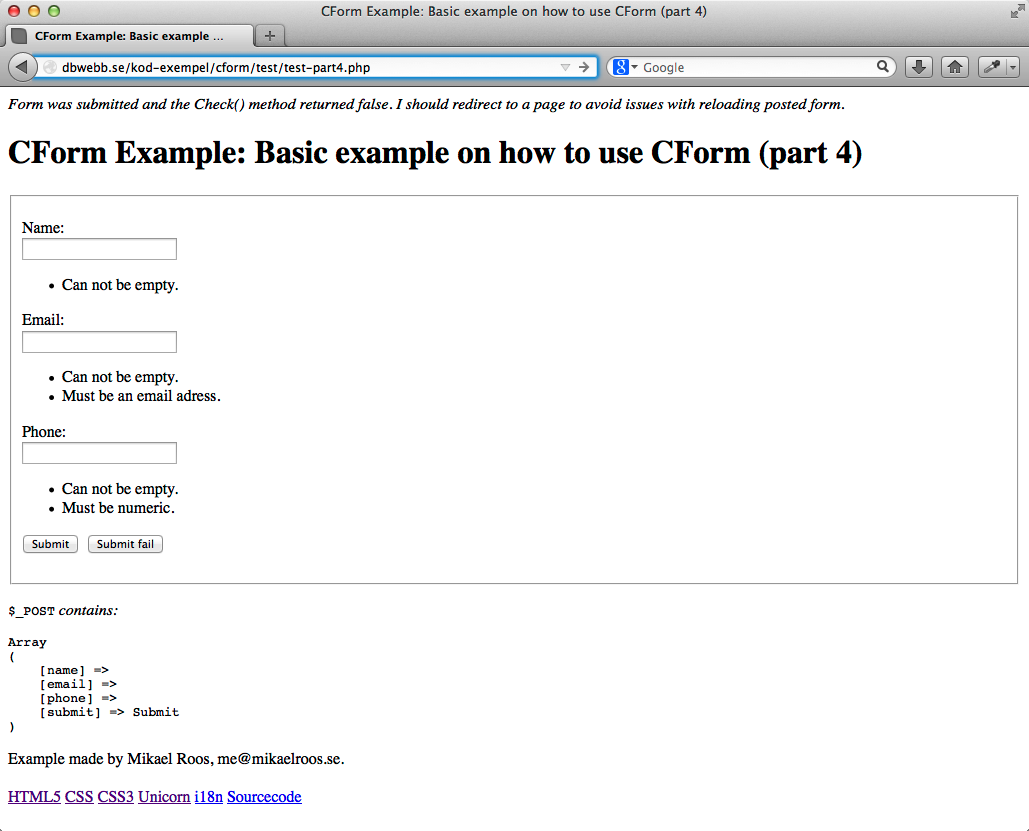 CForm Example: Basic example on how to use CForm (part 4)
CForm Example: Basic example ...
dbwebb.se/kod-exempel/cform/test/test-part4.php
8 Google
Form was submitted and the Check() method returned false. I should redirect to a page to avoid issues with reloading posted form.
CForm Example: Basic example on how to use CForm (part 4)
Name:
• Can not be empty.
Email:
• Can not be empty.
• Must be an email adress.
Phone:
• Can not be empty.
• Must be numeric.
Submit Submit fail
$_POST contains:
Array
(
[name] =>
[email] =>
[phone] =>
[submit] => Submit
)
Example made by Mikael Roos, me@mikaelroos.se.
HTML5 CSS CSS3 Unicorn i18n Sourcecode